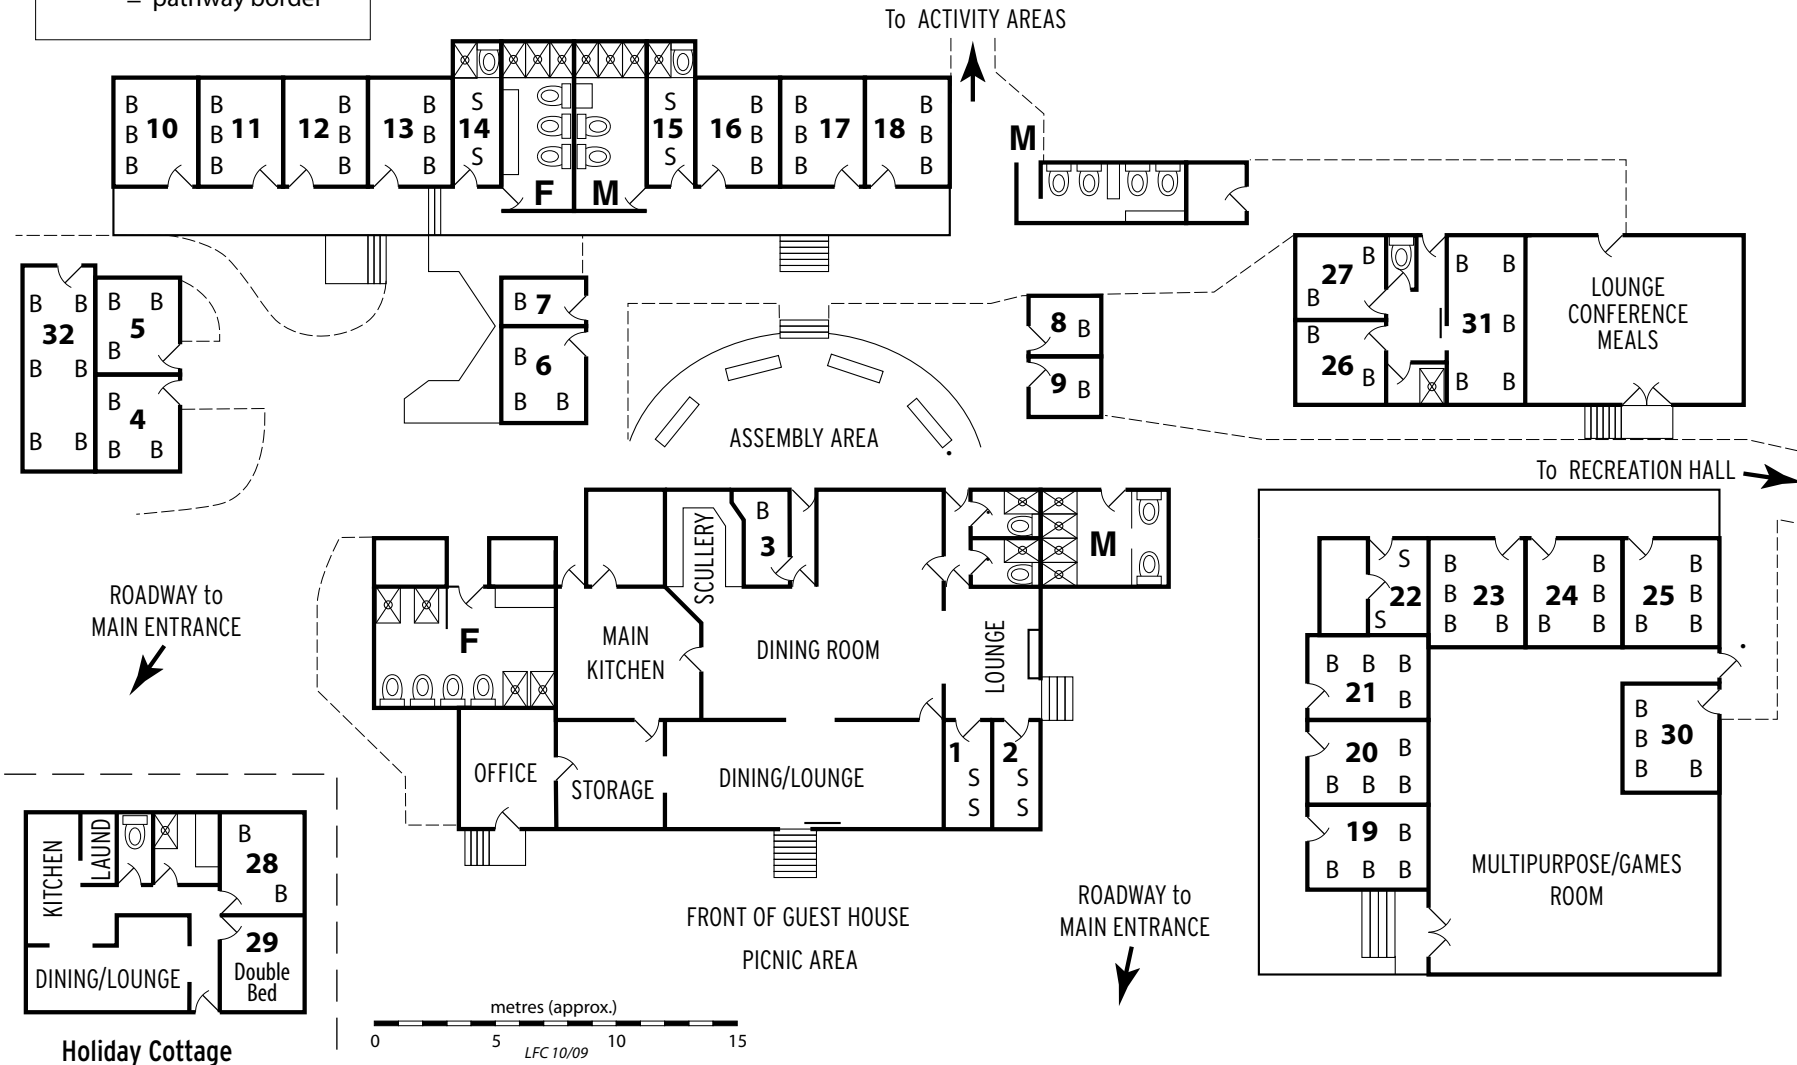 = pathway border
To ACTIVITY AREAS
B B B 10
B B B 11
12 B B B
13 B B B
S 14 S
F
M
S 15 S
16 B B B
B B B 17
18 B B B
M
B B 32 B B B B
B B 5 B
B 4 B B
B 7
B 6 B B
8 B
9 B
ASSEMBLY AREA
B 27 B
B 26 B
B B 31 B B B
LOUNGE
CONFERENCE
MEALS
To RECREATION HALL
ROADWAY to
MAIN ENTRANCE
F
MAIN
KITCHEN
SCULLERY
B 3
DINING ROOM
LOUNGE
M
OFFICE
STORAGE
DINING/LOUNGE
1 S S
2 S S
S 22 S
B B 23 B B
B 24 B B B
B 25 B B B
B B B 21 B
20 B B B B
19 B B B B
B B 30 B B
MULTIPURPOSE/GAMES
ROOM
KITCHEN
LAUND
B 28 B
29
Double
Bed
DINING/LOUNGE
Holiday Cottage
FRONT OF GUEST HOUSE
PICNIC AREA
ROADWAY to
MAIN ENTRANCE
metres (approx.)
0 5 10 15
LFC 10/09